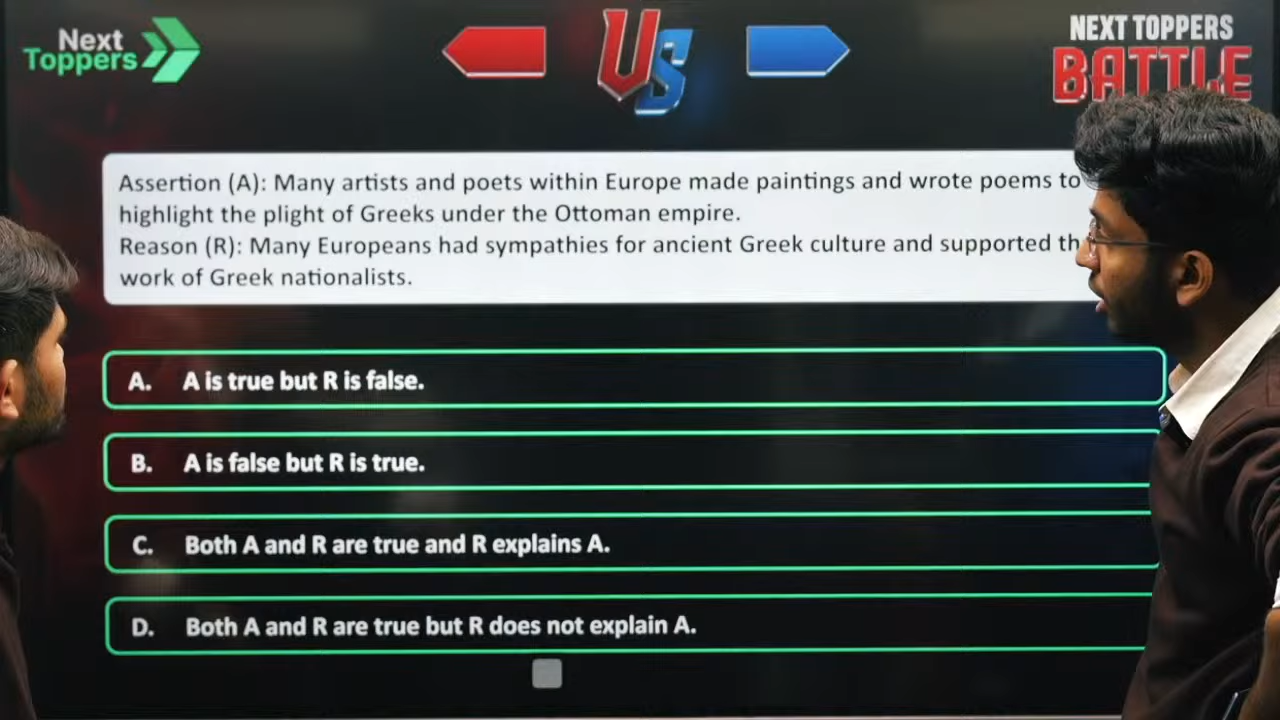 Next
Toppers
VS
NEXT TOPPERS
BATTLE
Assertion (A): Many artists and poets within Europe made paintings and wrote poems to
highlight the plight of Greeks under the Ottoman empire.
Reason (R): Many Europeans had sympathies for ancient Greek culture and supported
work of Greek nationalists.
A. A is true but R is false.
B. A is false but R is true.
C. Both A and R are true and R explains A.
D. Both A and R are true but R does not explain A.